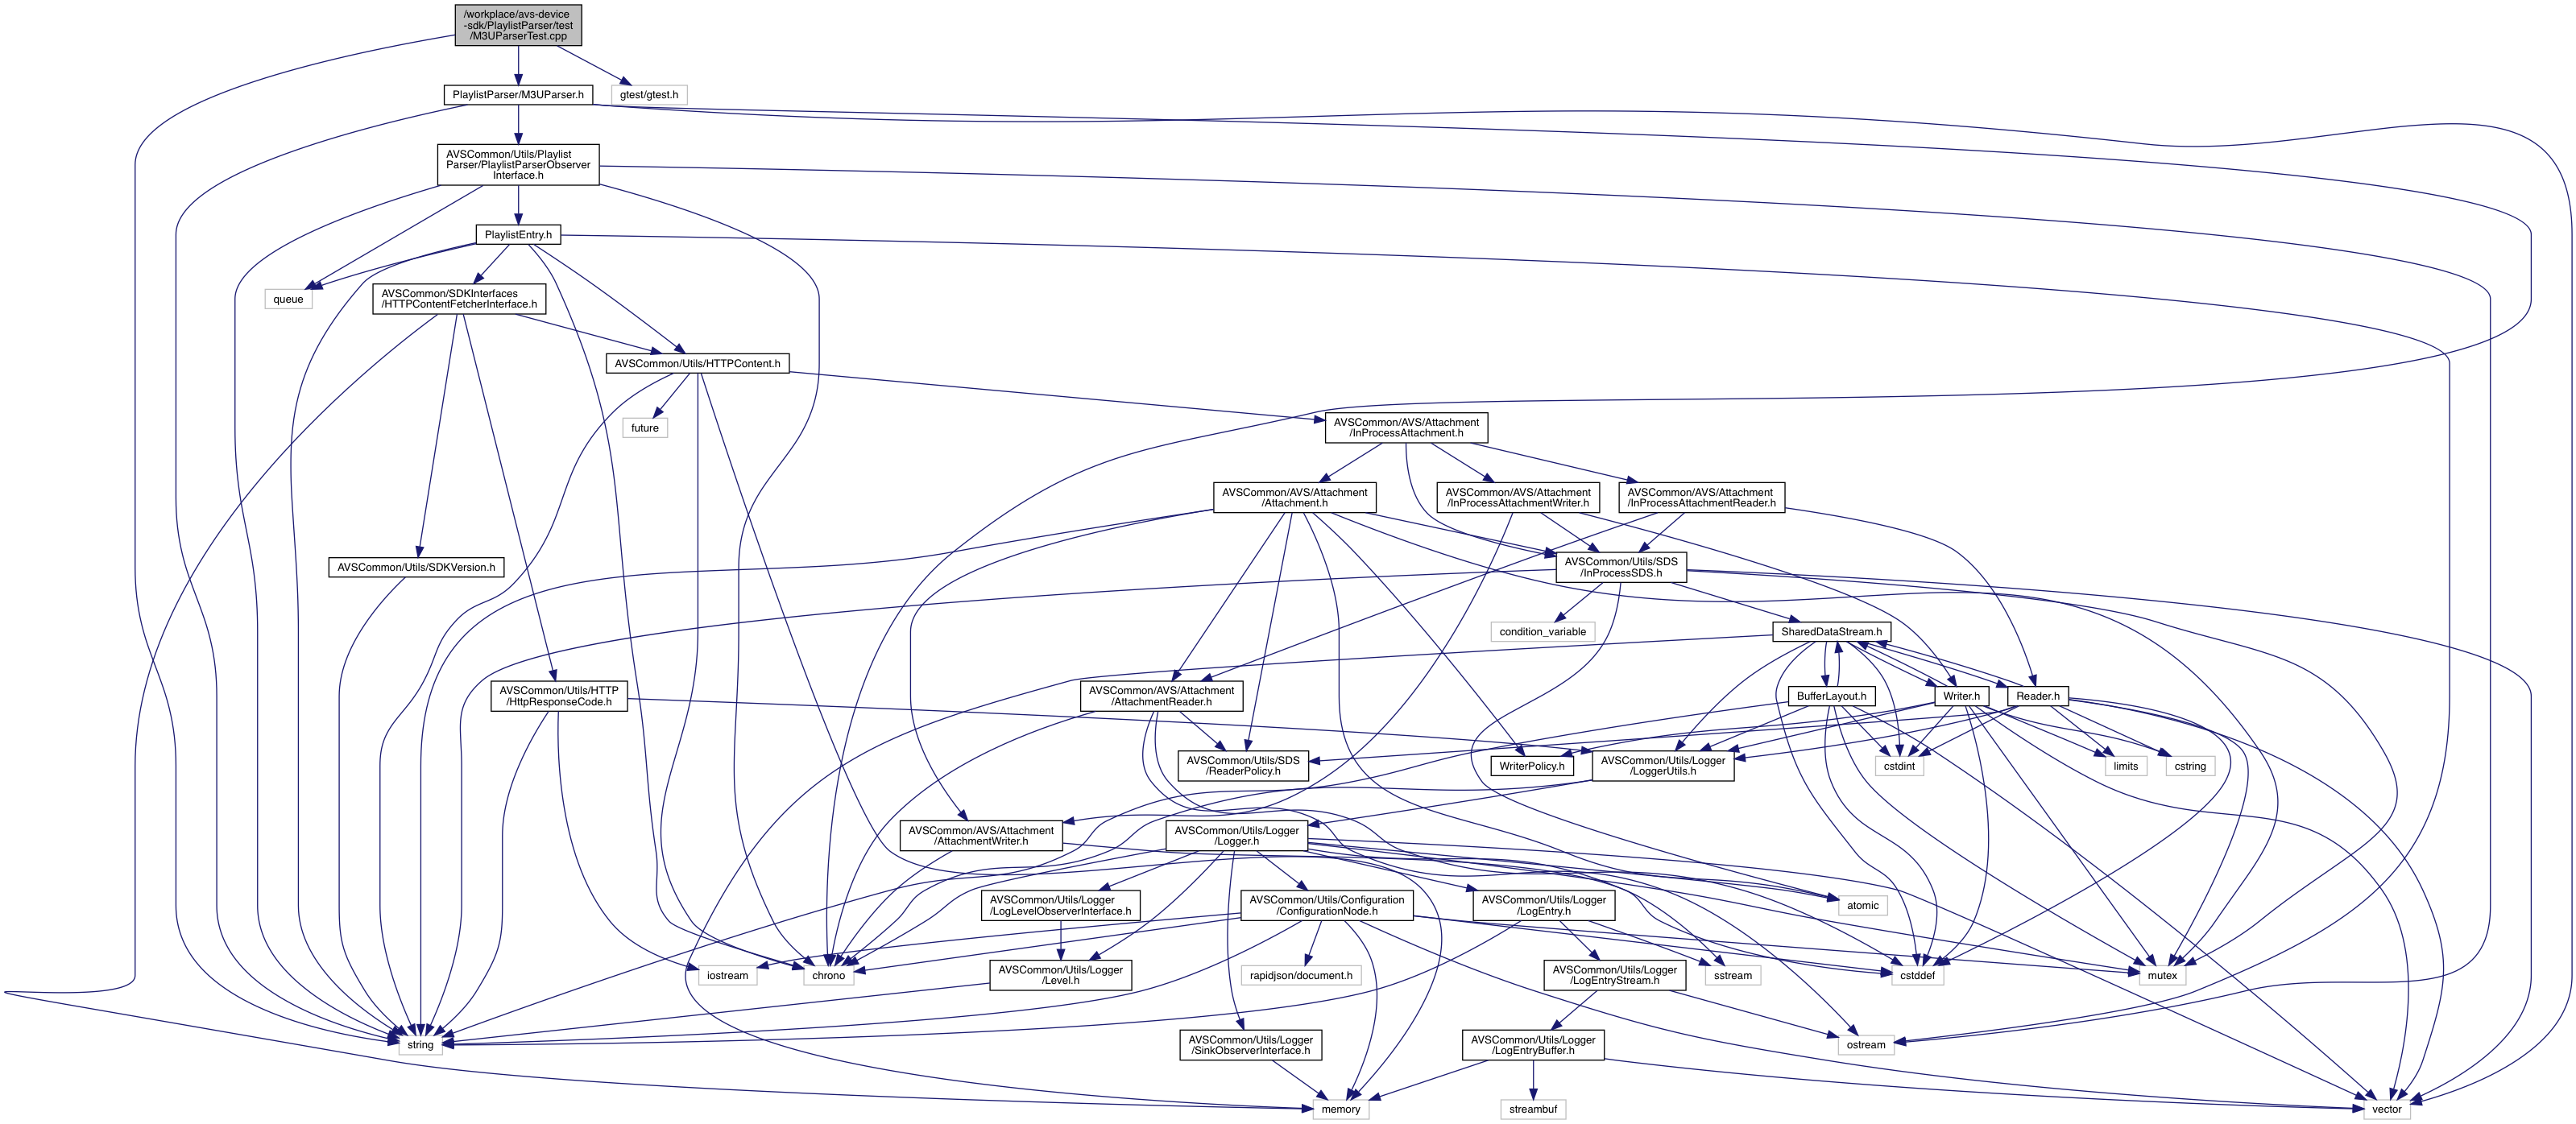 /workplace/avs-device
-sdk/PlaylistParser/test
/M3UParserTest.cpp
PlaylistParser/M3UParser.h
gtest/gtest.h
AVSCommon/Utils/Playlist
Parser/PlaylistParserObserver
Interface.h
PlaylistEntry.h
queue
AVSCommon/SDKInterfaces
/HTTPContentFetcherInterface.h
AVSCommon/Utils/HTTPContent.h
future
AVSCommon/AVS/Attachment
/InProcessAttachment.h
AVSCommon/AVS/Attachment
/Attachment.h
AVSCommon/AVS/Attachment
/InProcessAttachmentWriter.h
AVSCommon/AVS/Attachment
/InProcessAttachmentReader.h
AVSCommon/Utils/SDKVersion.h
AVSCommon/Utils/SDS
/InProcessSDS.h
condition_variable
SharedDataStream.h
AVSCommon/Utils/HTTP
/HttpResponseCode.h
AVSCommon/AVS/Attachment
/AttachmentReader.h
BufferLayout.h
Writer.h
Reader.h
AVSCommon/Utils/SDS
/ReaderPolicy.h
WriterPolicy.h
AVSCommon/Utils/Logger
/LoggerUtils.h
cstdint
limits
cstring
AVSCommon/AVS/Attachment
/AttachmentWriter.h
AVSCommon/Utils/Logger
/Logger.h
AVSCommon/Utils/Logger
/LogLevelObserverInterface.h
AVSCommon/Utils/Configuration
/ConfigurationNode.h
AVSCommon/Utils/Logger
/LogEntry.h
atomic
iostream
chrono
AVSCommon/Utils/Logger
/Level.h
rapidjson/document.h
AVSCommon/Utils/Logger
/LogEntryStream.h
sstream
cstddef
mutex
string
AVSCommon/Utils/Logger
/SinkObserverInterface.h
AVSCommon/Utils/Logger
/LogEntryBuffer.h
ostream
memory
streambuf
vector